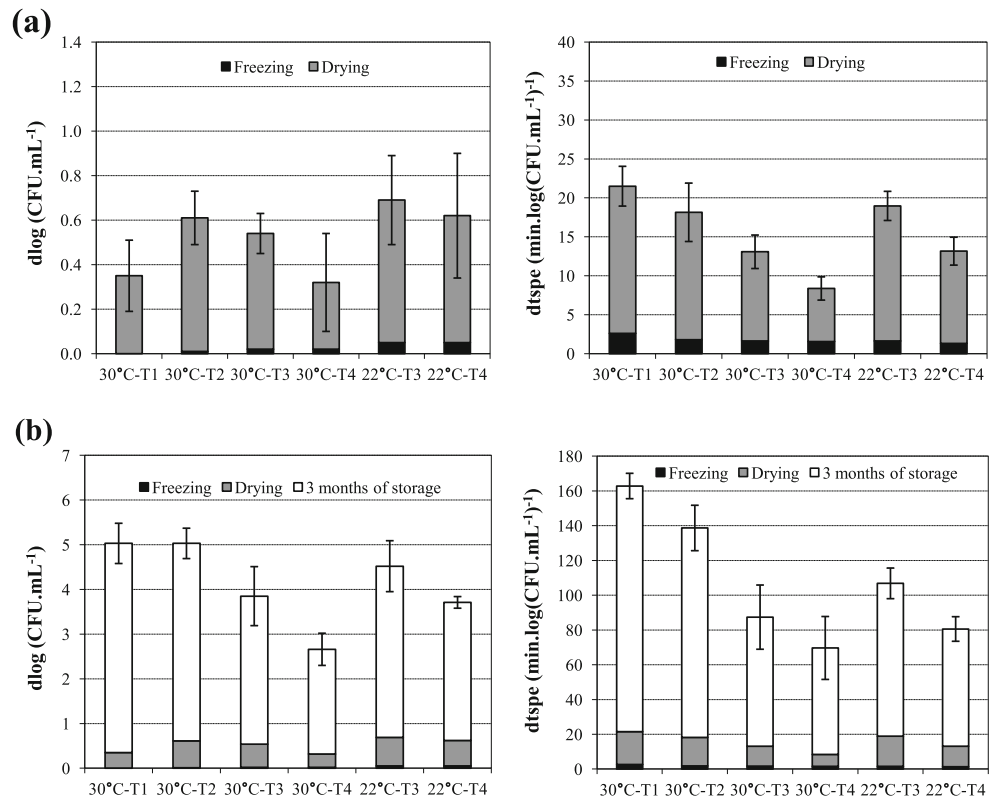 (a)
1.4
1.2
1.0
0.8
0.6
0.4
0.2
0.0
dlog (CFU.mL-1)
Freezing Drying
30°C-T1 30°C-T2 30°C-T3 30°C-T4 22°C-T3 22°C-T4
40
35
30
25
20
15
10
5
0
dtspe (min.log(CFU.mL-1)-1)
Freezing Drying
30°C-T1 30°C-T2 30°C-T3 30°C-T4 22°C-T3 22°C-T4
(b)
7
6
5
4
3
2
1
0
dlog (CFU.mL-1)
Freezing Drying 3 months of storage
30°C-T1 30°C-T2 30°C-T3 30°C-T4 22°C-T3 22°C-T4
180
160
140
120
100
80
60
40
20
0
dtspe (min.log(CFU.mL-1)-1)
Freezing Drying 3 months of storage
30°C-T1 30°C-T2 30°C-T3 30°C-T4 22°C-T3 22°C-T4